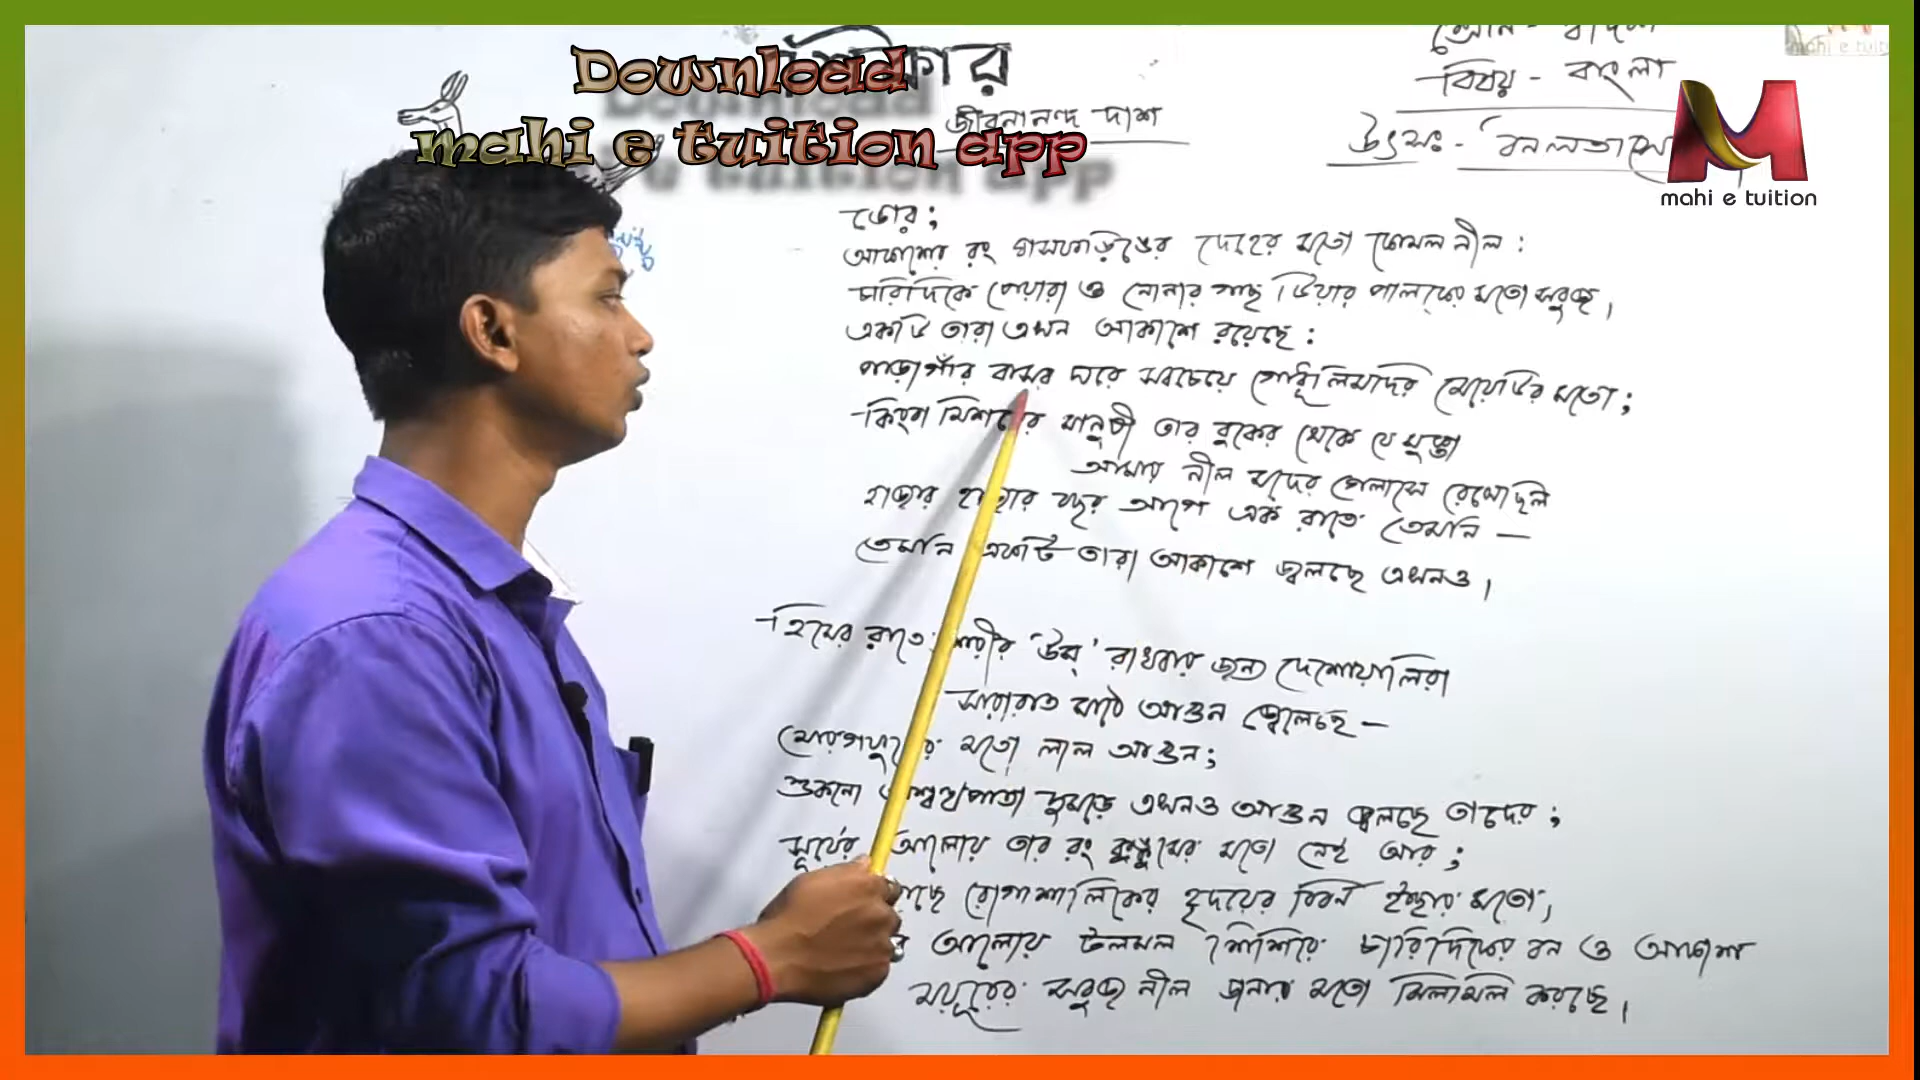 Download
mahi e tuition app
জীবনানন্দ দাশ
বিষয় - বাংলা
উৎসঃ - 'বনলতাসে
mahi e tuition
ভোর;
আকাশের রং ঘাসফড়িঙের দেহের মতো কোমল নীল:
চারিদিকে পেয়ারা ও নোনার গাছ টিয়ার পালকের মতো সবুজ।
একটি তারা এখন আকাশে রয়েছে:
পাড়াগাঁর বাসর ঘরে সবচেয়ে গোধূলিমদির মেয়েটির মতো;
কিংবা মিশরের মানুষী তার বুকের থেকে যে মুক্তা
আমার নীল মদের গেলাসে রেখেছিল
হাজার হাজার বছর আগে এক রাতে তেমনি —
তেমনি একটি তারা আকাশে জ্বলছে এখনও।
হিমের রাতে শরীর 'উম্' রাখবার জন্য দেশোয়ালিরা
সারারাত মাঠে আগুন জ্বেলেছে —
মোরগফুলের মতো লাল আগুন;
শুকনো অশ্বত্থপাতা দুমড়ে এখনও আগুন জ্বলছে তাদের;
সূর্যের আলোয় তার রং কুঙ্কুমের মতো নেই আর;
রোগাশালিকের হৃদয়ের বিবর্ণ ইচ্ছার মতো,
আলোয় টলমল শিশিরে চারিদিকের বন ও আকাশ
ময়ূরের সবুজ নীল ডানার মতো ঝিলমিল করছে।